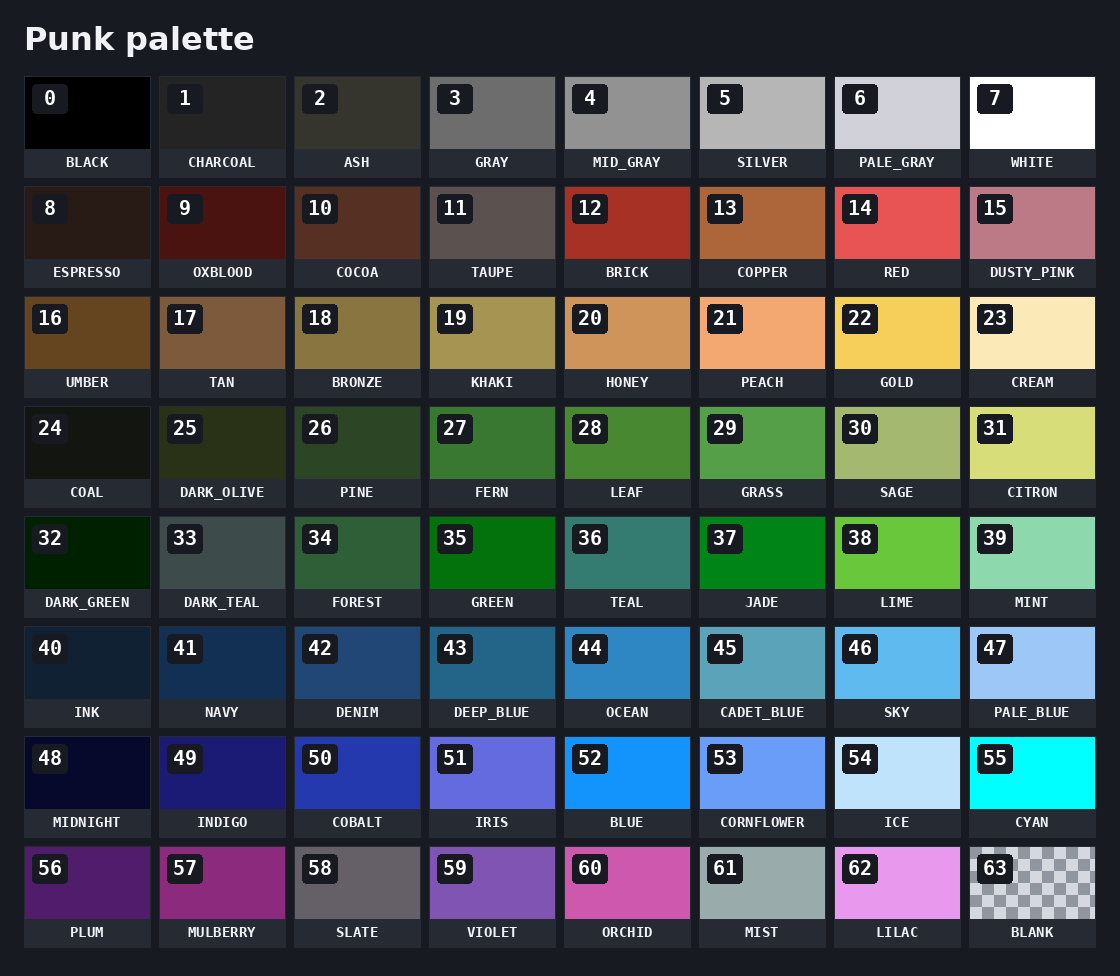 Punk palette
0 1 2 3 4 5 6 7
BLACK CHARCOAL ASH GRAY MID_GRAY SILVER PALE_GRAY WHITE
8 9 10 11 12 13 14 15
ESPRESSO OXBLOOD COCOA TAUPE BRICK COPPER RED DUSTY_PINK
16 17 18 19 20 21 22 23
UMBER TAN BRONZE KHAKI HONEY PEACH GOLD CREAM
24 25 26 27 28 29 30 31
COAL DARK_OLIVE PINE FERN LEAF GRASS SAGE CITRON
32 33 34 35 36 37 38 39
DARK_GREEN DARK_TEAL FOREST GREEN TEAL JADE LIME MINT
40 41 42 43 44 45 46 47
INK NAVY DENIM DEEP_BLUE OCEAN CADET_BLUE SKY PALE_BLUE
48 49 50 51 52 53 54 55
MIDNIGHT INDIGO COBALT IRIS BLUE CORNFLOWER ICE CYAN
56 57 58 59 60 61 62 63
PLUM MULBERRY SLATE VIOLET ORCHID MIST LILAC BLANK